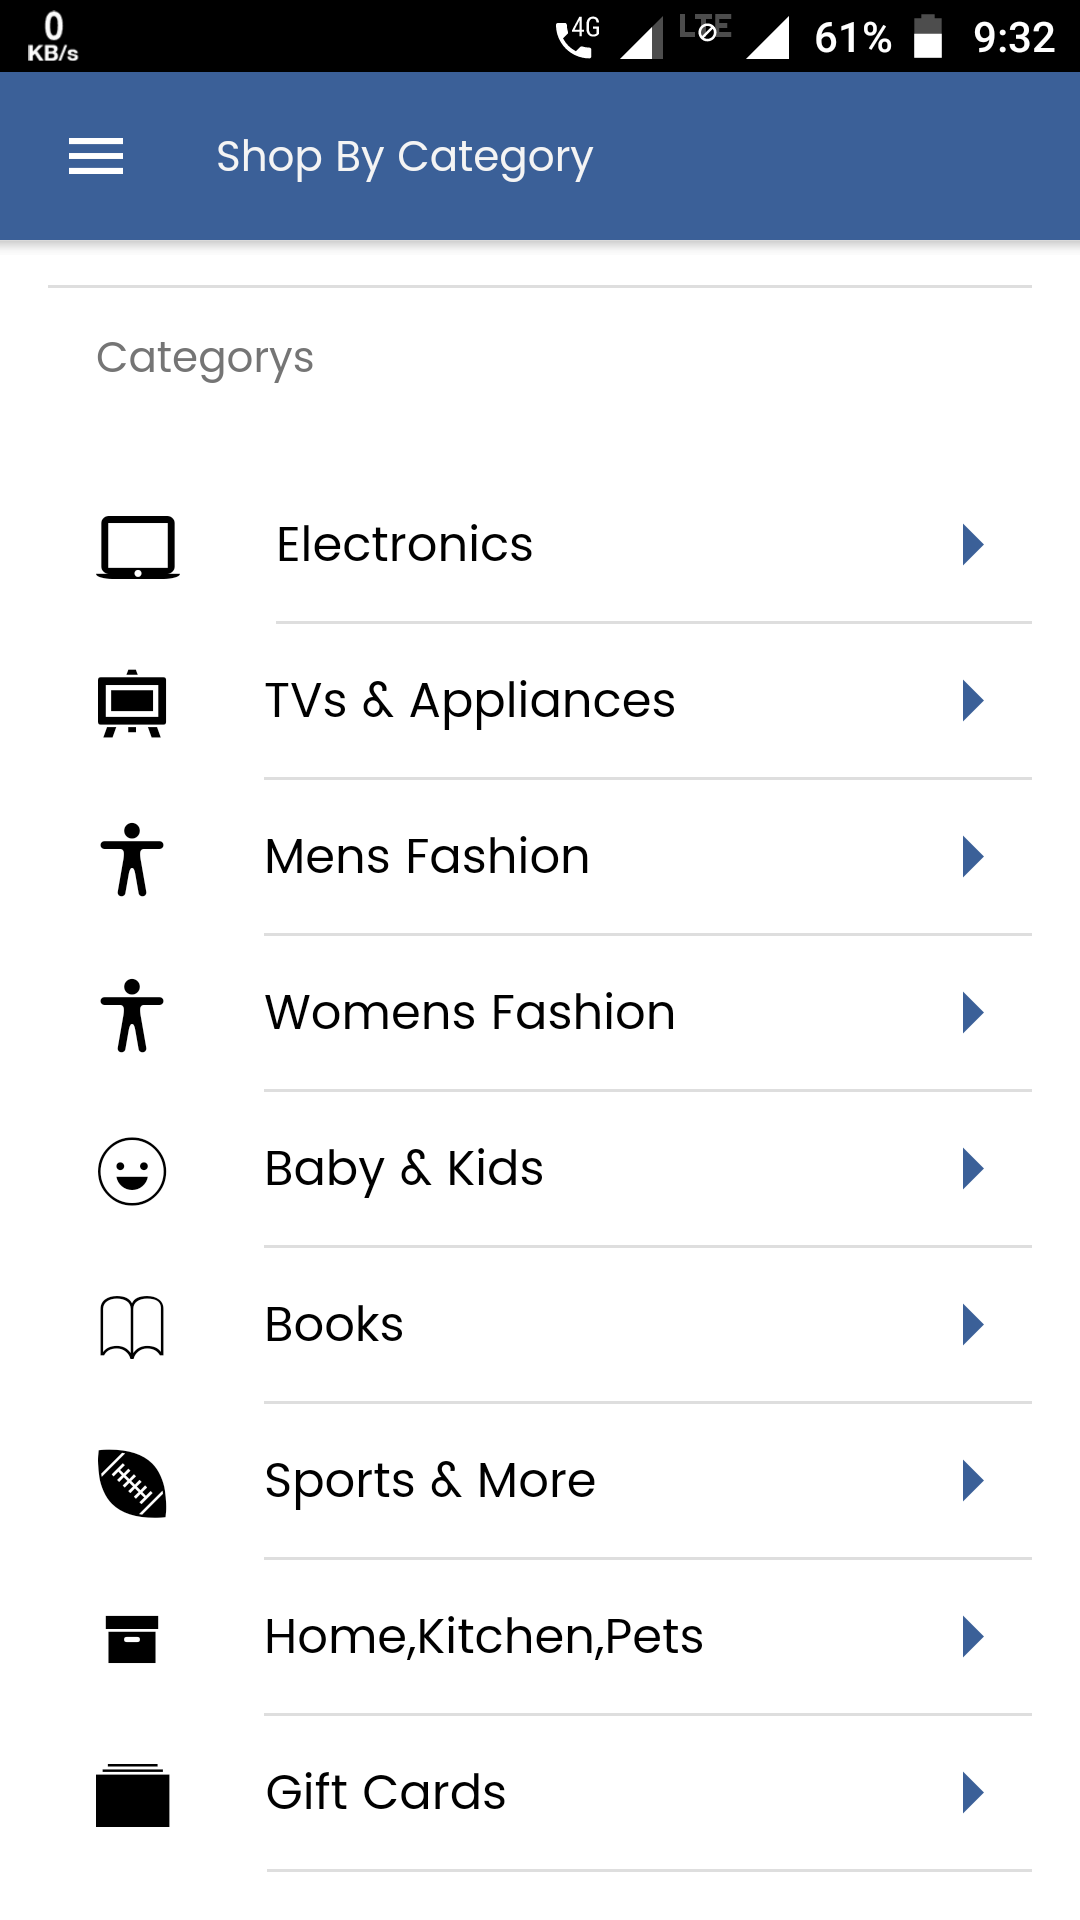 0
KB/s
4G
LTE
61%
9:32
Shop By Category
Categorys
Electronics
TVs & Appliances
Mens Fashion
Womens Fashion
Baby & Kids
Books
Sports & More
Home,Kitchen,Pets
Gift Cards